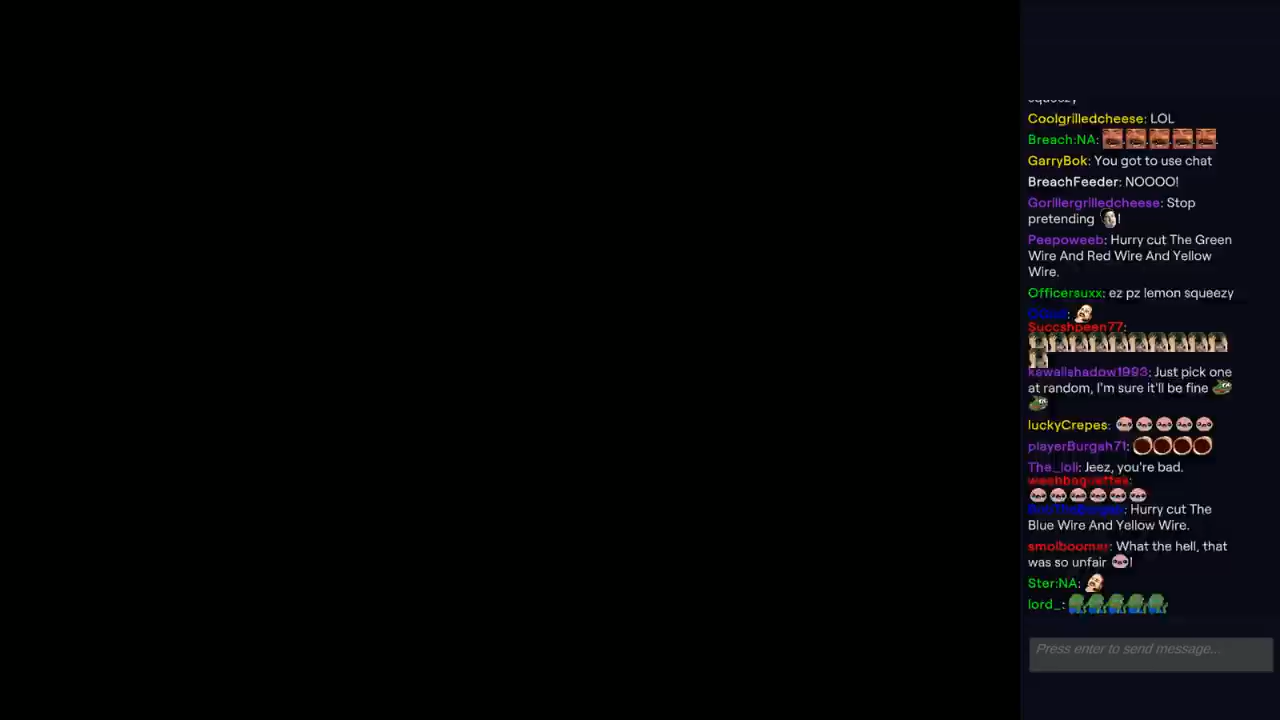 squeezy
Coolgrilledcheese: LOL
Breach:NA:
GarryBok: You got to use chat
BreachFeeder: NOOOO!
Gorillergrilledcheese: Stop
pretending !
Peepoweeb: Hurry cut The Green
Wire And Red Wire And Yellow
Wire.
Officersuxx: ez pz lemon squeezy
Succshpeen77:
kawaiishadow1993: Just pick one
at random, I'm sure it'll be fine
luckyCrepes:
playerBurgah71:
The_loli: Jeez, you're bad.
Hurry cut The
Blue Wire And Yellow Wire.
smolboomer: What the hell, that
was so unfair !
Ster:NA:
lord_:
Press enter to send message...